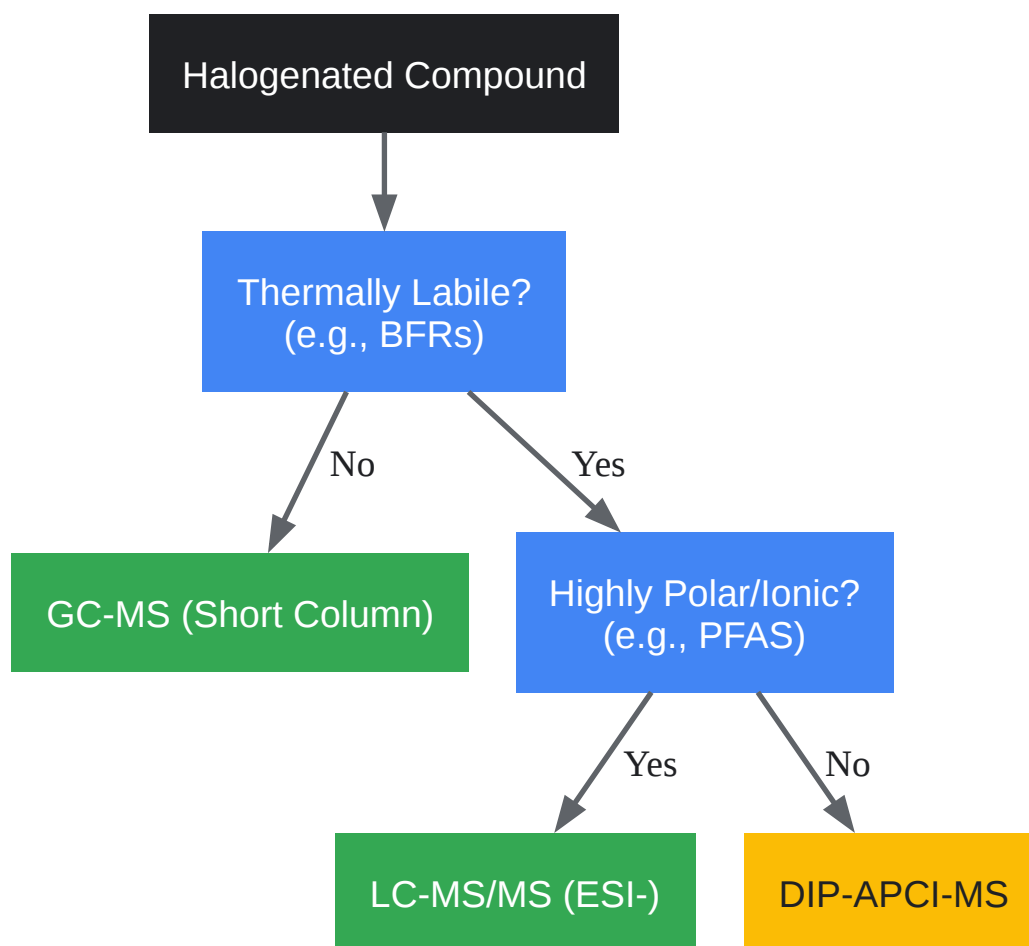 Halogenated Compound
Thermally Labile?
(e.g., BFRs)
No
Yes
Highly Polar/Ionic?
(e.g., PFAS)
GC-MS (Short Column)
Yes
No
LC-MS/MS (ESI-)
DIP-APCI-MS